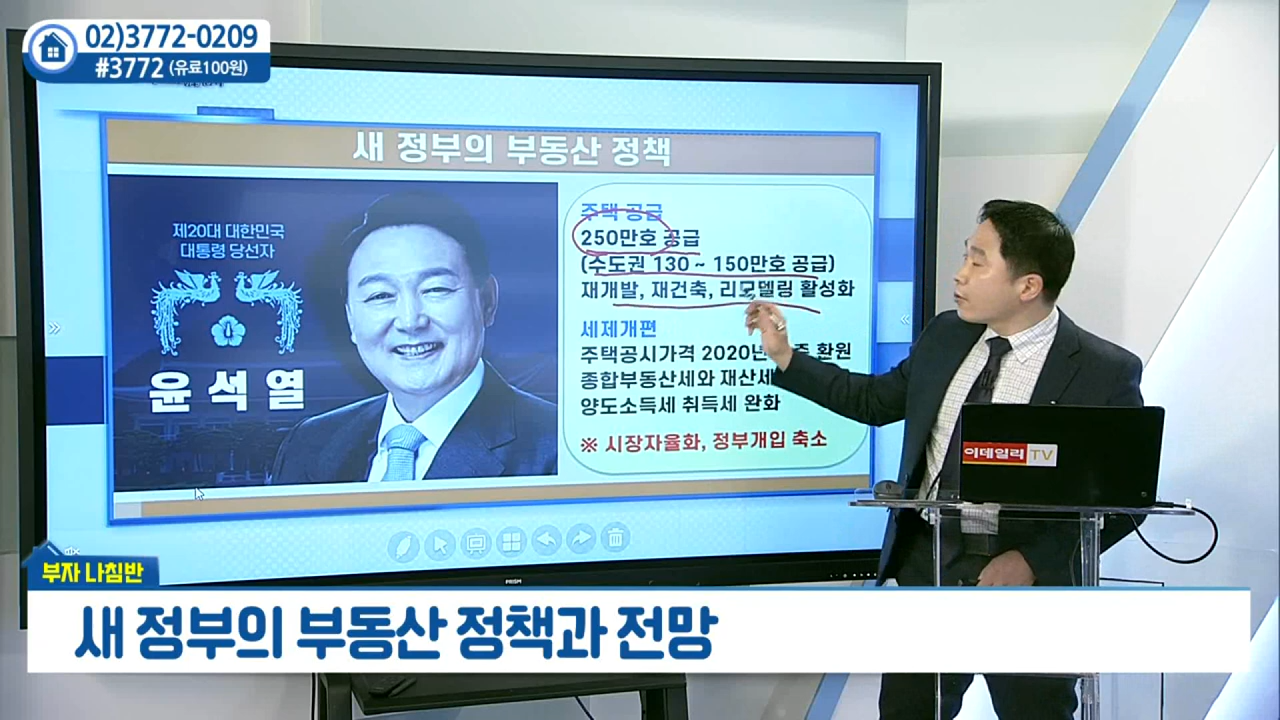 02)3772-0209
#3772 (유료100원)
새 정부의 부동산 정책
제20대 대한민국
대통령 당선자
윤석열
주택 공급
250만호 공급
(수도권 130 ~ 150만호 공급)
재개발, 재건축, 리모델링 활성화
세제개편
주택공시가격 2020년 환원
종합부동산세와 재산세
양도소득세 취득세 완화
※ 시장자율화, 정부개입 축소
이데일리 TV
PRISM
부자 나침반
새 정부의 부동산 정책과 전망